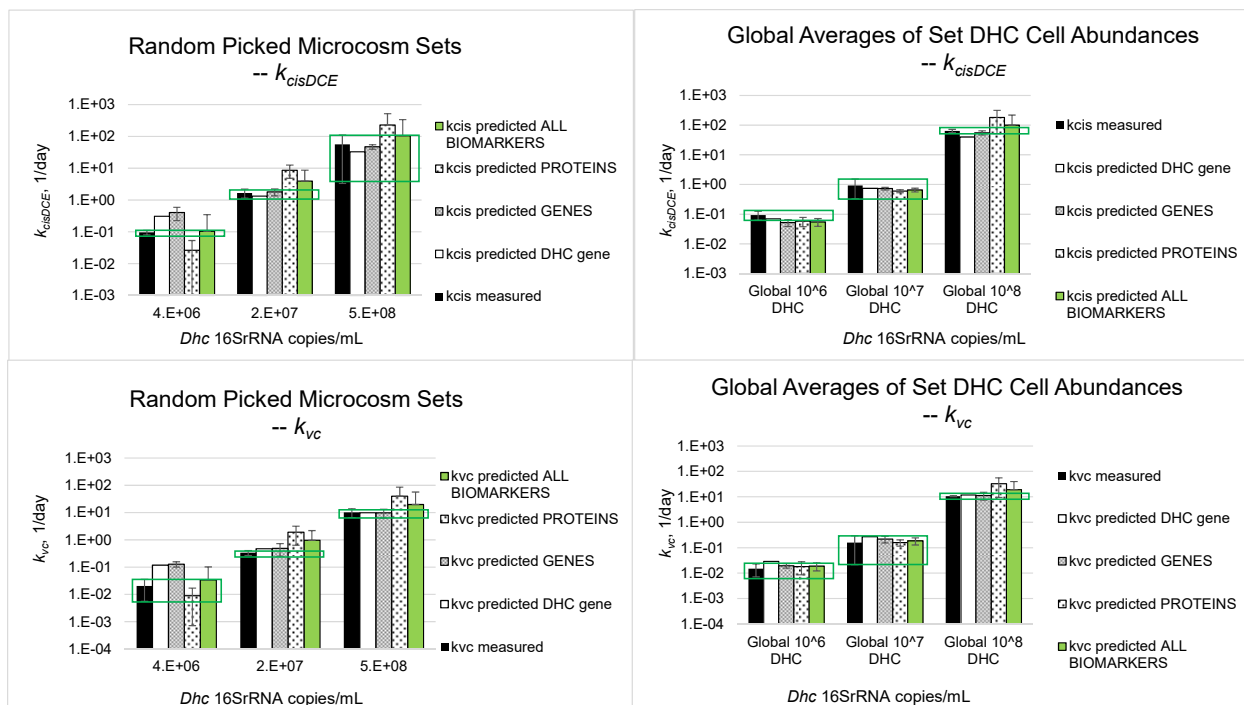 Random Picked Microcosm Sets
-- kcisDCE
kcisDCE, 1/day
1.E+03
1.E+02
1.E+01
1.E+00
1.E-01
1.E-02
1.E-03
4.E+06
2.E+07
5.E+08
Dhc 16SrRNA copies/mL
kcis predicted ALL
BIOMARKERS
kcis predicted PROTEINS
kcis predicted GENES
kcis predicted DHC gene
kcis measured
Global Averages of Set DHC Cell Abundances
-- kcisDCE
kcisDCE, 1/day
1.E+03
1.E+02
1.E+01
1.E+00
1.E-01
1.E-02
1.E-03
Global 10^6
DHC
Global 10^7
DHC
Global 10^8
DHC
Dhc 16SrRNA copies/mL
kcis measured
kcis predicted DHC gene
kcis predicted GENES
kcis predicted PROTEINS
kcis predicted ALL
BIOMARKERS
Random Picked Microcosm Sets
-- kvc
kvc, 1/day
1.E+03
1.E+02
1.E+01
1.E+00
1.E-01
1.E-02
1.E-03
1.E-04
4.E+06
2.E+07
5.E+08
Dhc 16SrRNA copies/mL
kvc predicted ALL
BIOMARKERS
kvc predicted PROTEINS
kvc predicted GENES
kvc predicted DHC gene
kvc measured
Global Averages of Set DHC Cell Abundances
-- kvc
kvc, 1/day
1.E+03
1.E+02
1.E+01
1.E+00
1.E-01
1.E-02
1.E-03
1.E-04
Global 10^6
DHC
Global 10^7
DHC
Global 10^8
DHC
Dhc 16SrRNA copies/mL
kvc measured
kvc predicted DHC gene
kvc predicted GENES
kvc predicted PROTEINS
kvc predicted ALL
BIOMARKERS